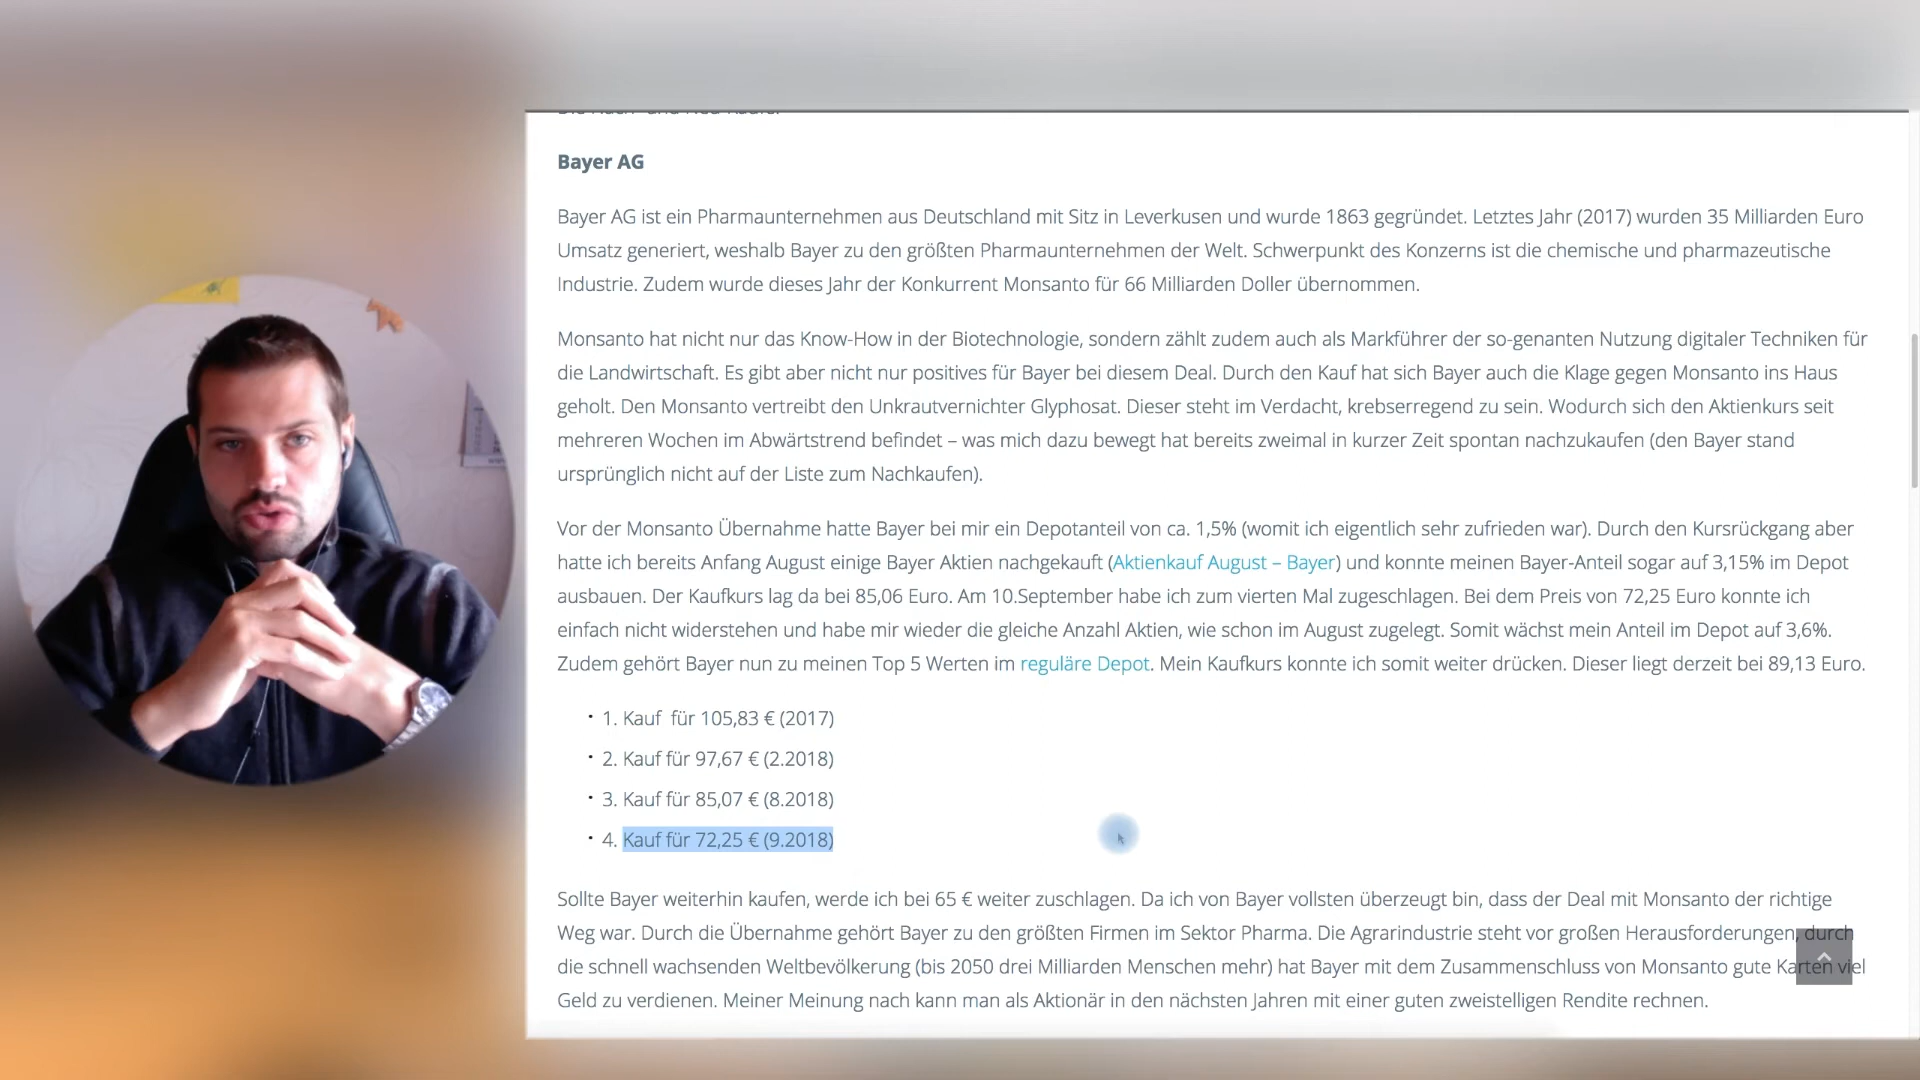 Bayer AG
Bayer AG ist ein Pharmaunternehmen aus Deutschland mit Sitz in Leverkusen und wurde 1863 gegründet. Letztes Jahr (2017) wurden 35 Milliarden Euro
Umsatz generiert, weshalb Bayer zu den größten Pharmaunternehmen der Welt. Schwerpunkt des Konzerns ist die chemische und pharmazeutische
Industrie. Zudem wurde dieses Jahr der Konkurrent Monsanto für 66 Milliarden Doller übernommen.
Monsanto hat nicht nur das Know-How in der Biotechnologie, sondern zählt zudem auch als Markführer der so-genanten Nutzung digitaler Techniken für
die Landwirtschaft. Es gibt aber nicht nur positives für Bayer bei diesem Deal. Durch den Kauf hat sich Bayer auch die Klage gegen Monsanto ins Haus
geholt. Den Monsanto vertreibt den Unkrautvernichter Glyphosat. Dieser steht im Verdacht, krebserregend zu sein. Wodurch sich den Aktienkurs seit
mehreren Wochen im Abwärtstrend befindet – was mich dazu bewegt hat bereits zweimal in kurzer Zeit spontan nachzukaufen (den Bayer stand
ursprünglich nicht auf der Liste zum Nachkaufen).
Vor der Monsanto Übernahme hatte Bayer bei mir ein Depotanteil von ca. 1,5% (womit ich eigentlich sehr zufrieden war). Durch den Kursrückgang aber
hatte ich bereits Anfang August einige Bayer Aktien nachgekauft (Aktienkauf August – Bayer) und konnte meinen Bayer-Anteil sogar auf 3,15% im Depot
ausbauen. Der Kaufkurs lag da bei 85,06 Euro. Am 10.September habe ich zum vierten Mal zugeschlagen. Bei dem Preis von 72,25 Euro konnte ich
einfach nicht widerstehen und habe mir wieder die gleiche Anzahl Aktien, wie schon im August zugelegt. Somit wächst mein Anteil im Depot auf 3,6%.
Zudem gehört Bayer nun zu meinen Top 5 Werten im reguläre Depot. Mein Kaufkurs konnte ich somit weiter drücken. Dieser liegt derzeit bei 89,13 Euro.
• 1. Kauf für 105,83 € (2017)
• 2. Kauf für 97,67 € (2.2018)
• 3. Kauf für 85,07 € (8.2018)
• 4. Kauf für 72,25 € (9.2018)
Sollte Bayer weiterhin kaufen, werde ich bei 65 € weiter zuschlagen. Da ich von Bayer vollsten überzeugt bin, dass der Deal mit Monsanto der richtige
Weg war. Durch die Übernahme gehört Bayer zu den größten Firmen im Sektor Pharma. Die Agrarindustrie steht vor großen Herausforderungen, durch
die schnell wachsenden Weltbevölkerung (bis 2050 drei Milliarden Menschen mehr) hat Bayer mit dem Zusammenschluss von Monsanto gute Karten viel
Geld zu verdienen. Meiner Meinung nach kann man als Aktionär in den nächsten Jahren mit einer guten zweistelligen Rendite rechnen.